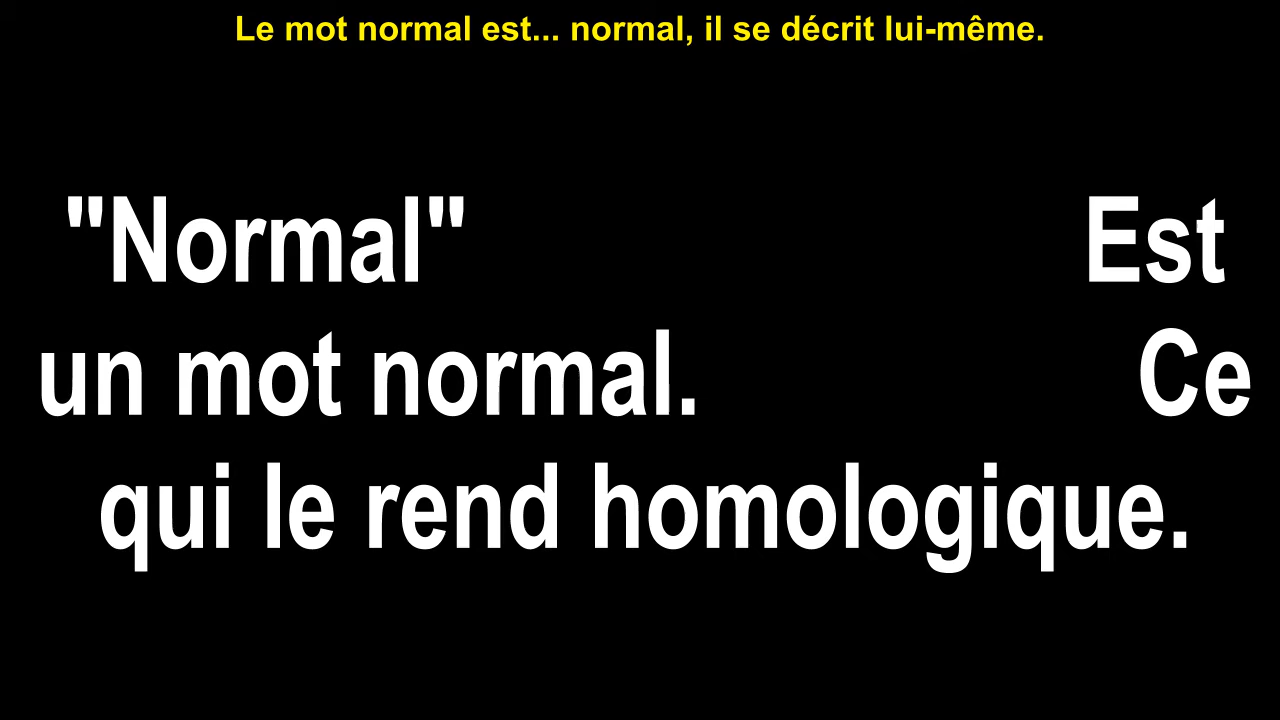 Le mot normal est... normal, il se décrit lui-même.
"Normal" Est
un mot normal. Ce
qui le rend homologique.